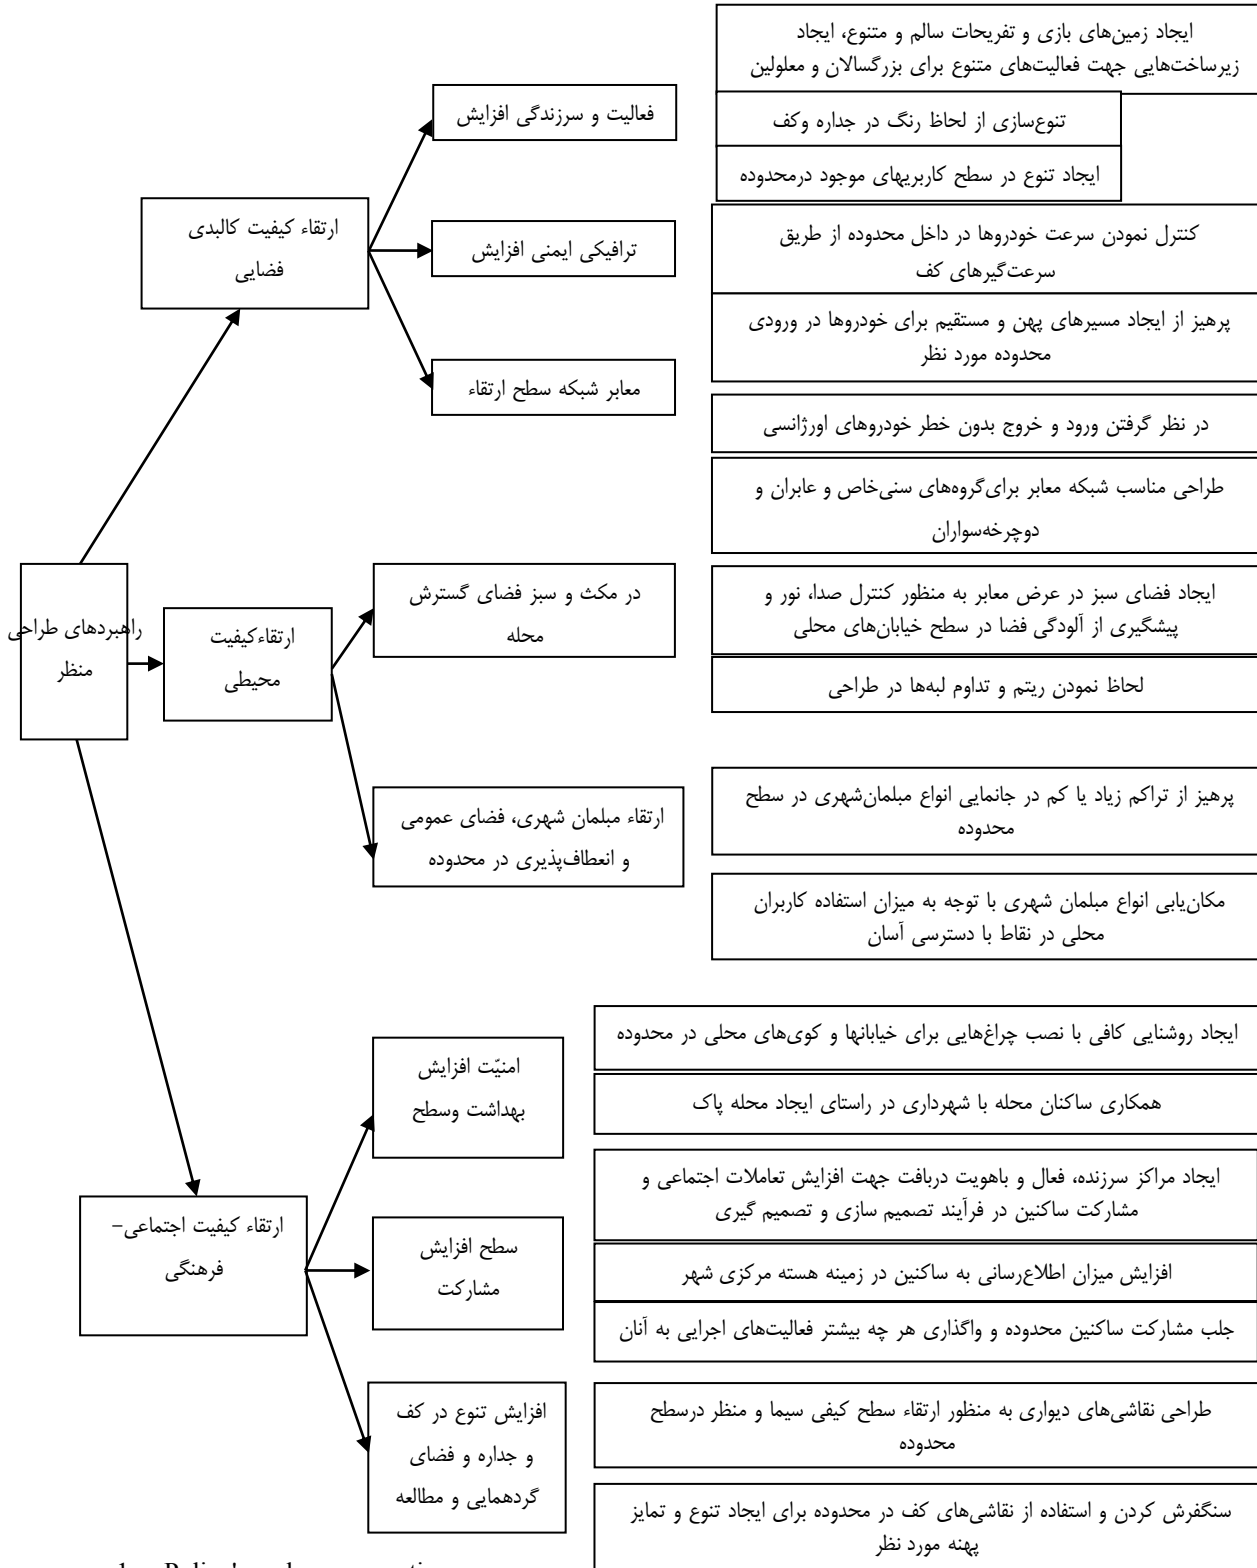 ایجاد زمین‌های بازی و تفریحات سالم و متنوع، ایجاد
زیرساخت‌هایی جهت فعالیت‌های متنوع برای بزرگسالان و معلولین
فعالیت و سرزندگی افزایش
تنوع‌سازی از لحاظ رنگ در جداره وکف
ایجاد تنوع در سطح کاربریهای موجود درمحدوده
ارتقاء کیفیت کالبدی
فضایی
ترافیکی ایمنی افزایش
کنترل نمودن سرعت خودروها در داخل محدوده از طریق
سرعت‌گیرهای کف
پرهیز از ایجاد مسیرهای پهن و مستقیم برای خودروها در ورودی
محدوده مورد نظر
معابر شبکه سطح ارتقاء
در نظر گرفتن ورود و خروج بدون خطر خودروهای اورژانسی
طراحی مناسب شبکه معابر برای‌گروه‌های سنی‌خاص و عابران و
دوچرخه‌سواران
راهبردهای طراحی
منظر
ارتقاءکیفیت
محیطی
در مکث و سبز فضای گسترش
محله
ایجاد فضای سبز در عرض معابر به منظور کنترل صدا، نور و
پیشگیری از آلودگی فضا در سطح خیابان‌های محلی
لحاظ نمودن ریتم و تداوم لبه‌ها در طراحی
ارتقاء مبلمان شهری، فضای عمومی
و انعطاف‌پذیری در محدوده
پرهیز از تراکم زیاد یا کم در جانمایی انواع مبلمان‌شهری در سطح
محدوده
مکان‌یابی انواع مبلمان شهری با توجه به میزان استفاده کاربران
محلی در نقاط با دسترسی آسان
امنیّت افزایش
بهداشت وسطح
ایجاد روشنایی کافی با نصب چراغ‌هایی برای خیابانها و کوی‌های محلی در محدوده
همکاری ساکنان محله با شهرداری در راستای ایجاد محله پاک
ارتقاء کیفیت اجتماعی–
فرهنگی
سطح افزایش
مشارکت
ایجاد مراکز سرزنده، فعال و باهویت دربافت جهت افزایش تعاملات اجتماعی و
مشارکت ساکنین در فرآیند تصمیم سازی و تصمیم گیری
افزایش میزان اطلاع‌رسانی به ساکنین در زمینه هسته مرکزی شهر
جلب مشارکت ساکنین محدوده و واگذاری هر چه بیشتر فعالیت‌های اجرایی به آنان
افزایش تنوع در کف
و جداره و فضای
گردهمایی و مطالعه
طراحی نقاشی‌های دیواری به منظور ارتقاء سطح کیفی سیما و منظر درسطح
محدوده
سنگفرش کردن و استفاده از نقاشی‌های کف در محدوده برای ایجاد تنوع و تمایز
پهنه مورد نظر